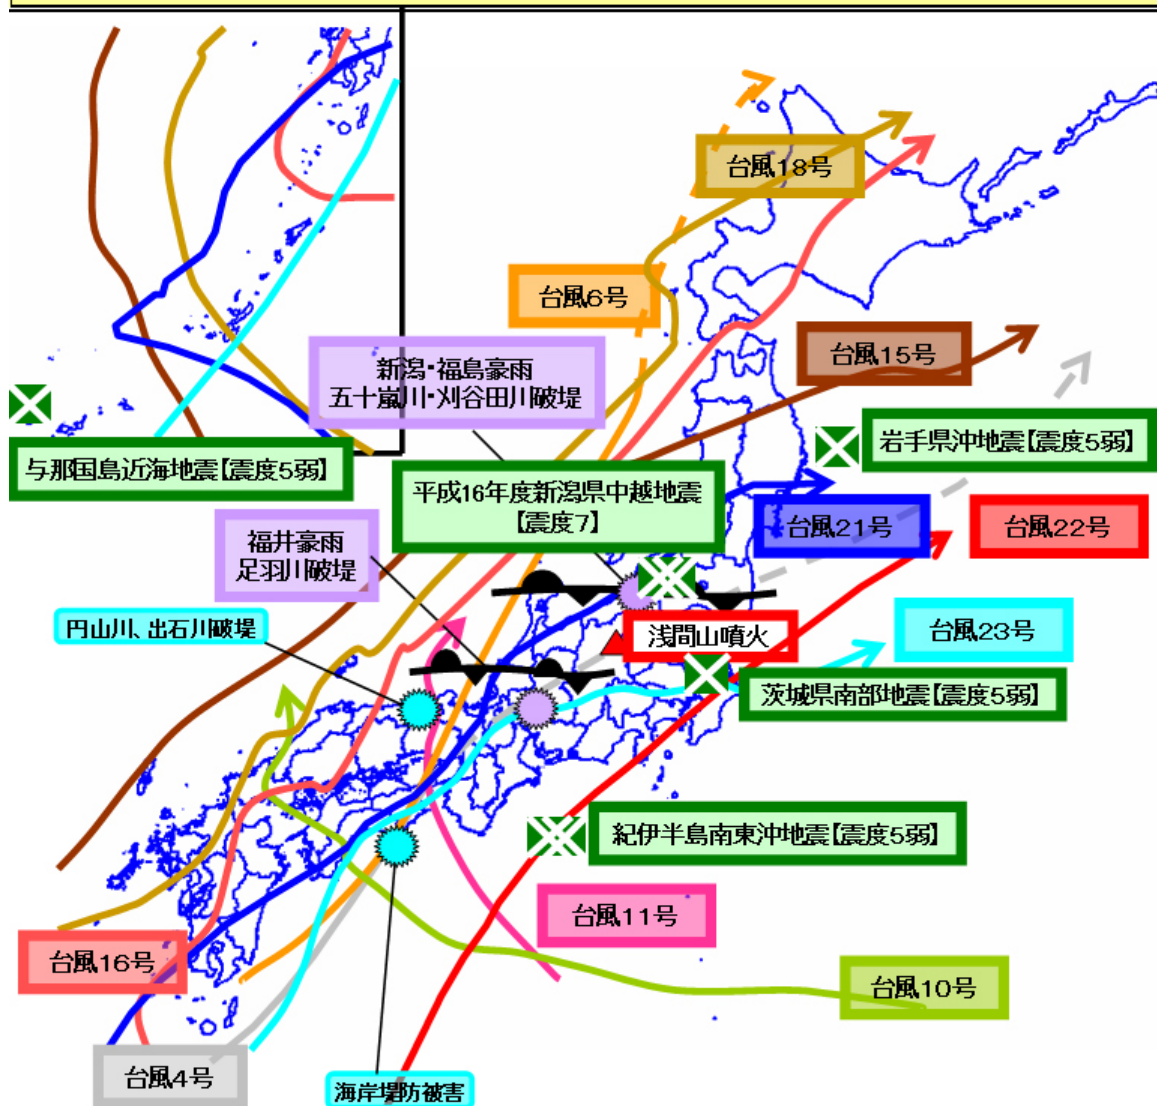 台風18号
台風6号
台風15号
新潟・福島豪雨
五十嵐川・刈谷田川破堤
岩手県沖地震【震度5弱】
与那国島近海地震【震度5弱】
平成16年度新潟県中越地震
【震度7】
台風21号
台風22号
福井豪雨
足羽川破堤
円山川、出石川破堤
浅間山噴火
台風23号
茨城県南部地震【震度5弱】
紀伊半島南東沖地震【震度5弱】
台風11号
台風16号
台風10号
台風4号
海岸堤防被害